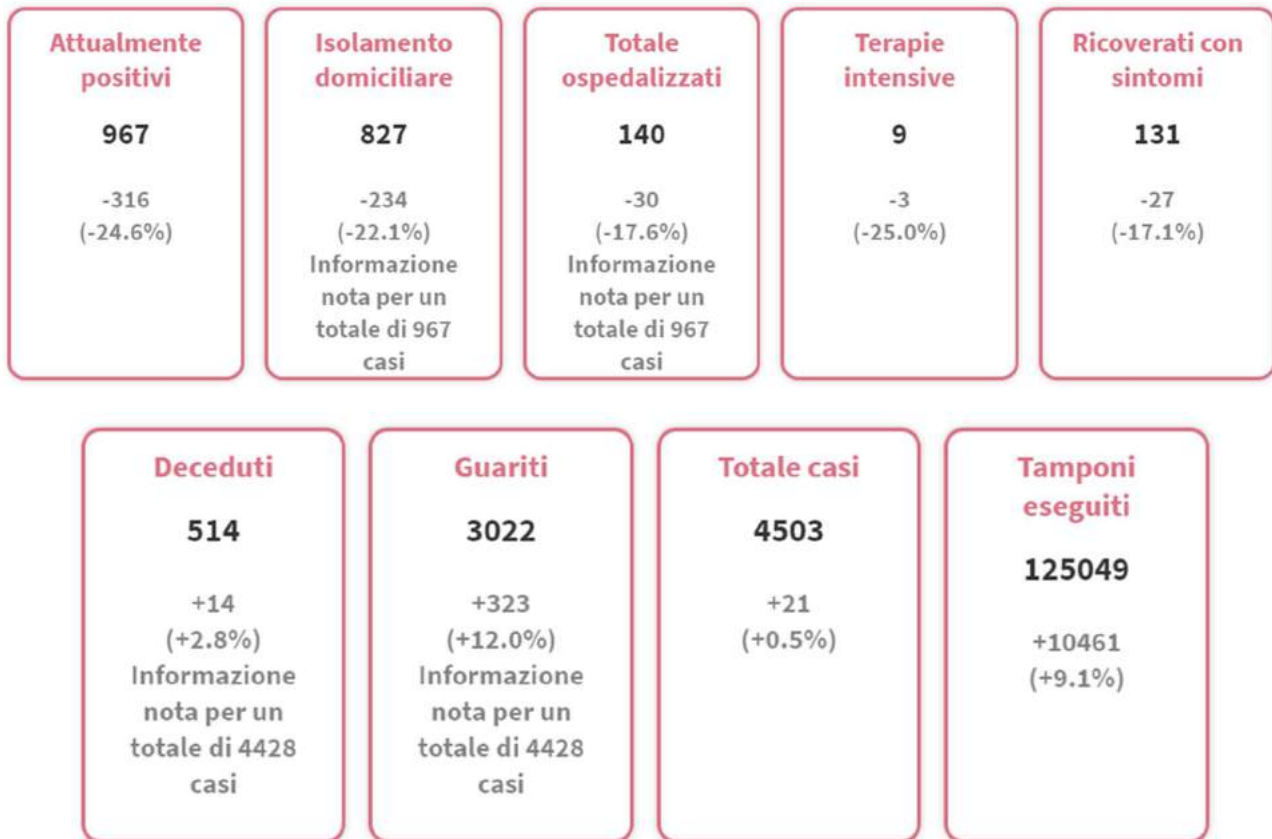 Attualmente
positivi
967
-316
(-24.6%)
Isolamento
domiciliare
827
-234
(-22.1%)
Informazione
nota per un
totale di 967
casi
Totale
ospedalizzati
140
-30
(-17.6%)
Informazione
nota per un
totale di 967
casi
Terapie
intensive
9
-3
(-25.0%)
Ricoverati con
sintomi
131
-27
(-17.1%)
Deceduti
514
+14
(+2.8%)
Informazione
nota per un
totale di 4428
casi
Guariti
3022
+323
(+12.0%)
Informazione
nota per un
totale di 4428
casi
Totale casi
4503
+21
(+0.5%)
Tamponi
eseguiti
125049
+10461
(+9.1%)